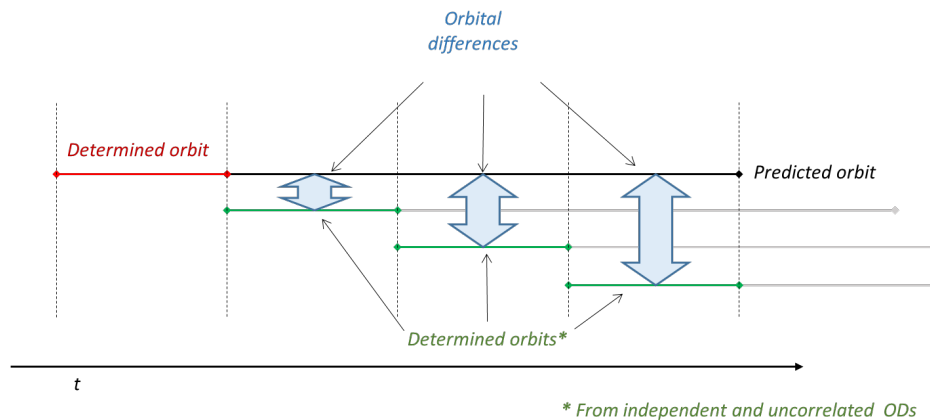 Orbital
differences
Determined orbit
Predicted orbit
Determined orbits*
t
* From independent and uncorrelated ODs